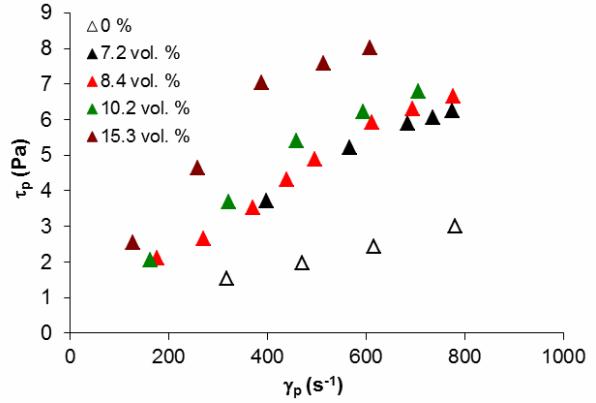 9
8
7
6
5
4
3
2
1
0
τp (Pa)
0 %
7.2 vol. %
8.4 vol. %
10.2 vol. %
15.3 vol. %
0 200 400 600 800 1000
γp (s-1)